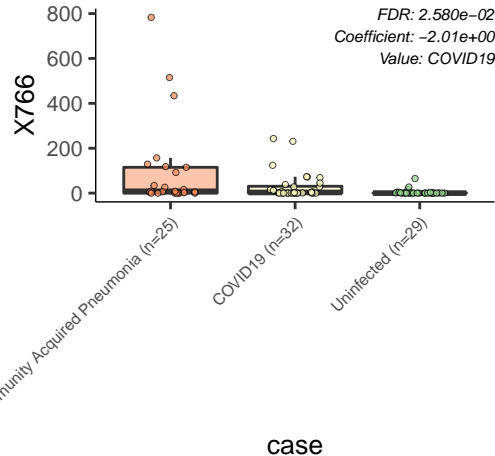 FDR: 2.580e−02
Coefficient: −2.01e+00
Value: COVID19
800
600
400
200
0
X766
munity Acquired Pneumonia (n=25)
COVID19 (n=32)
Uninfected (n=29)
case